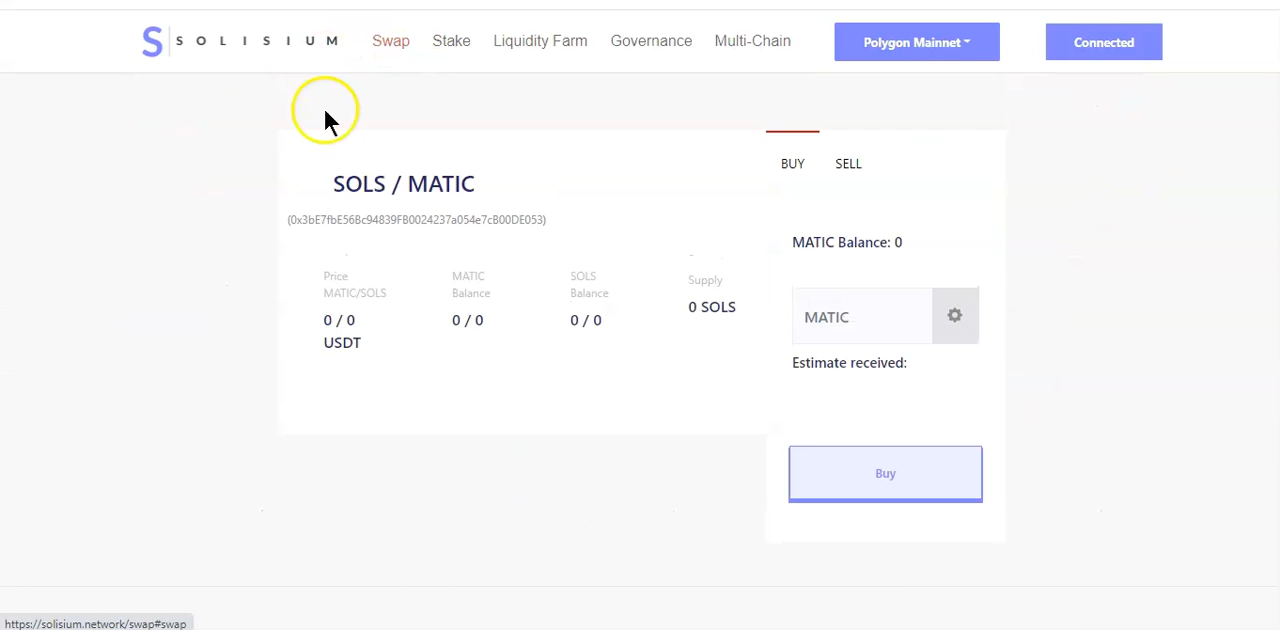 S SOLISIUM Swap Stake Liquidity Farm Governance Multi-Chain Polygon Mainnet Connected
BUY SELL
SOLS / MATIC
(0x3bE7fbE56Bc94839FB0024237a054e7cB00DE053)
MATIC Balance: 0
Price
MATIC/SOLS
0 / 0
USDT
MATIC
Balance
0 / 0
SOLS
Balance
0 / 0
Supply
0 SOLS
MATIC
Estimate received:
Buy
https://solisium.network/swap#swap